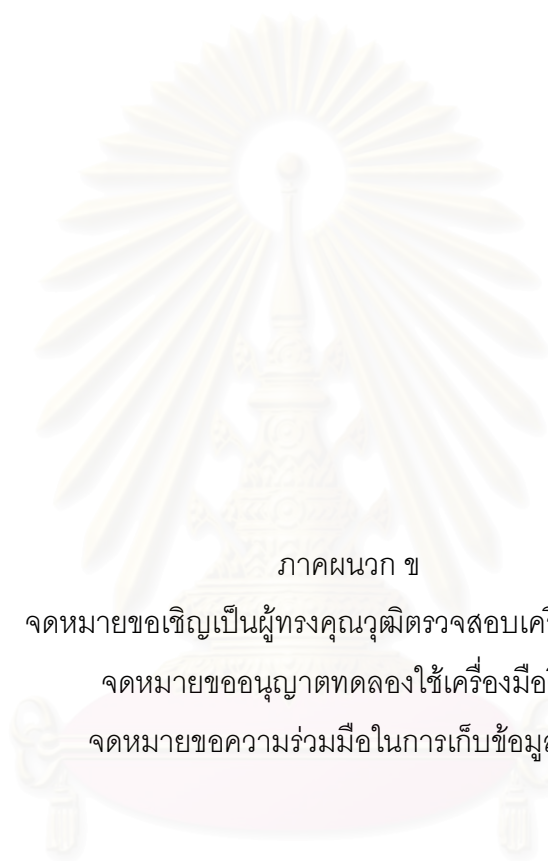 ภาคผนวก ข
จดหมายขอเชิญเป็นผู้ทรงคุณวุฒิตรวจสอบ
จดหมายขออนุญาตทดลองใช้เครื่องมือ
จดหมายขอความร่วมมือในการเก็บ